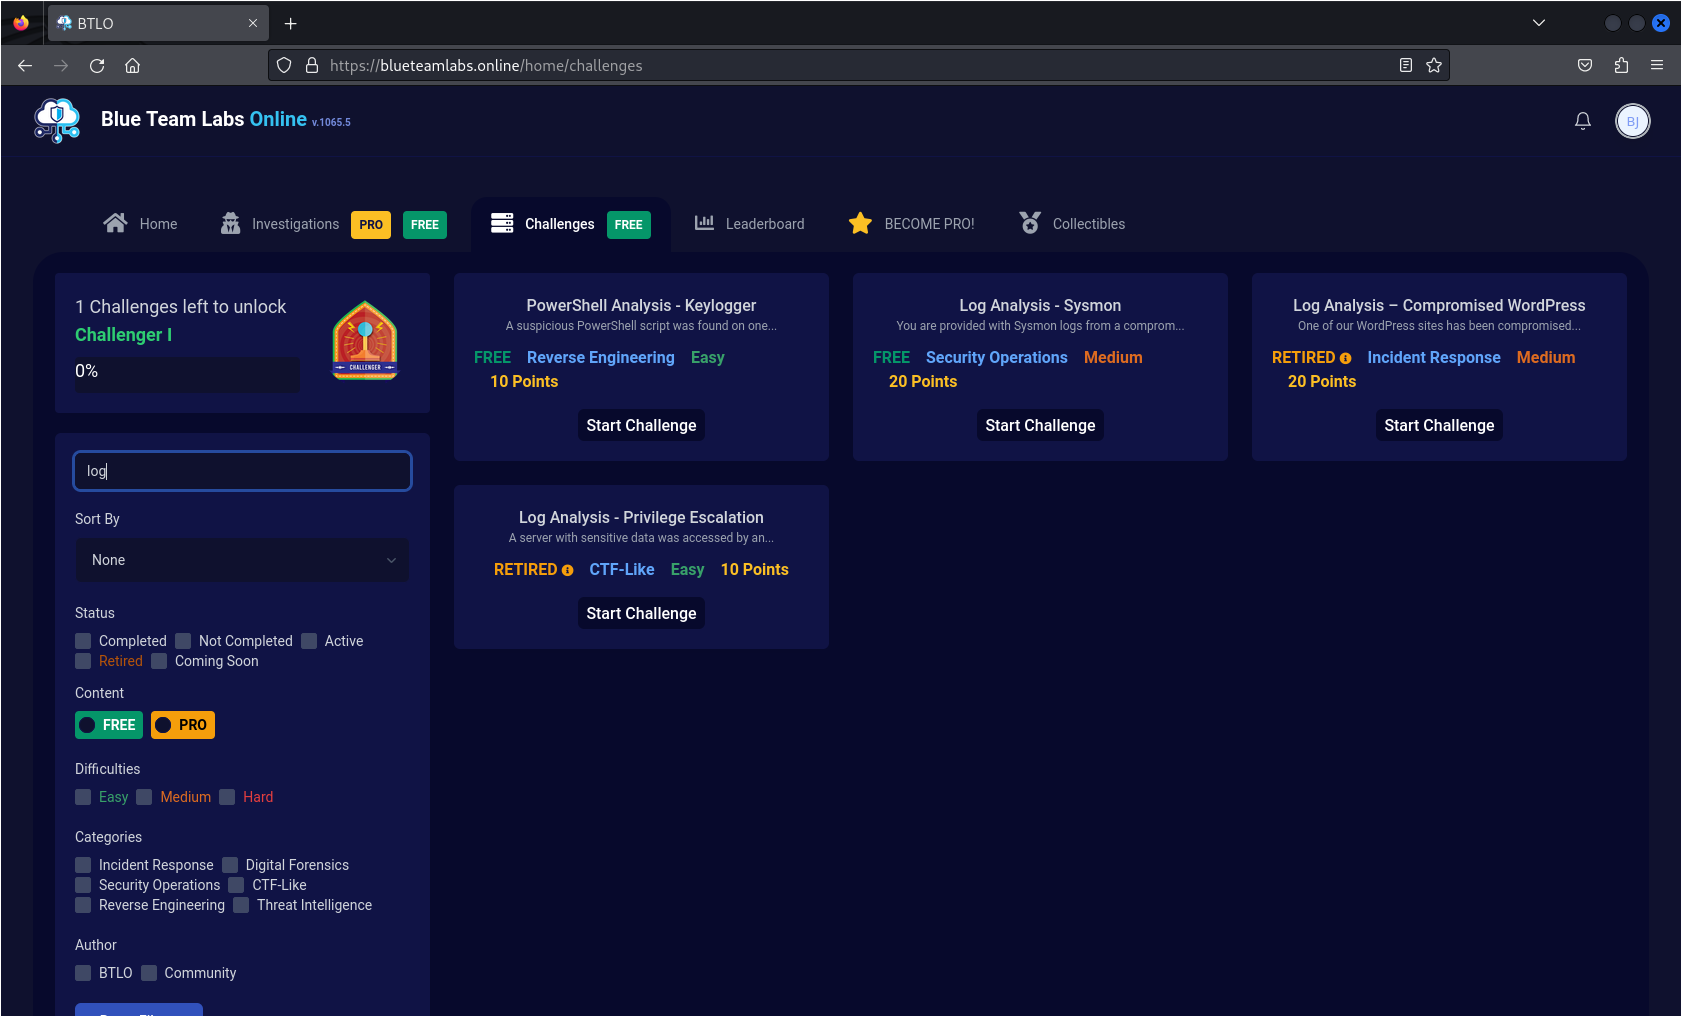 BTLO
https://blueteamlabs.online/home/challenges
Blue Team Labs Online v.1065.5
BJ
Home
Investigations PRO FREE
Challenges FREE
Leaderboard
BECOME PRO!
Collectibles
1 Challenges left to unlock
Challenger I
0%
CHALLENGER
log
Sort By
None
Status
Completed Not Completed Active
Retired Coming Soon
Content
FREE PRO
Difficulties
Easy Medium Hard
Categories
Incident Response Digital Forensics
Security Operations CTF-Like
Reverse Engineering Threat Intelligence
Author
BTLO Community
PowerShell Analysis - Keylogger
A suspicious PowerShell script was found on one...
FREE Reverse Engineering Easy
10 Points
Start Challenge
Log Analysis - Sysmon
You are provided with Sysmon logs from a comprom...
FREE Security Operations Medium
20 Points
Start Challenge
Log Analysis – Compromised WordPress
One of our WordPress sites has been compromised...
RETIRED Incident Response Medium
20 Points
Start Challenge
Log Analysis - Privilege Escalation
A server with sensitive data was accessed by an...
RETIRED CTF-Like Easy 10 Points
Start Challenge